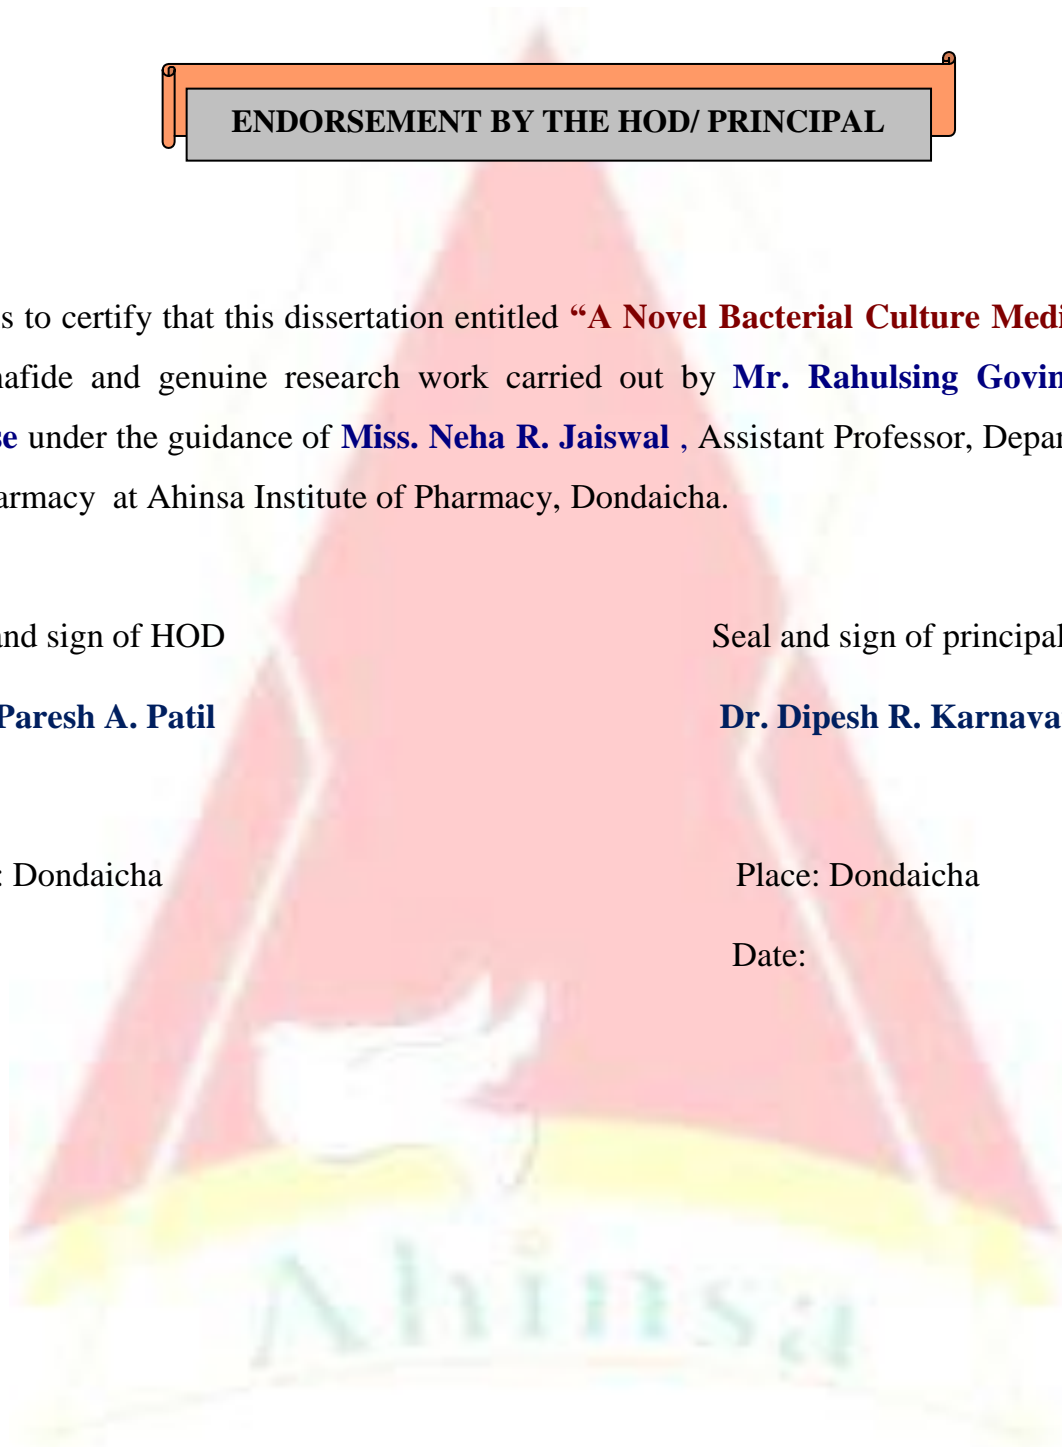 ENDORSEMENT BY THE HOD/ PRINCIPAL
s to certify that this dissertation entitled “A Novel Bacterial Culture Medi
nafide and genuine research work carried out by Mr. Rahulsing Govin
se under the guidance of Miss. Neha R. Jaiswal , Assistant Professor, Depar
armacy at Ahinsa Institute of Pharmacy, Dondaicha.
and sign of HOD Seal and sign of principal
Paresh A. Patil Dr. Dipesh R. Karnava
: Dondaicha Place: Dondaicha
Date:
Ahinsa